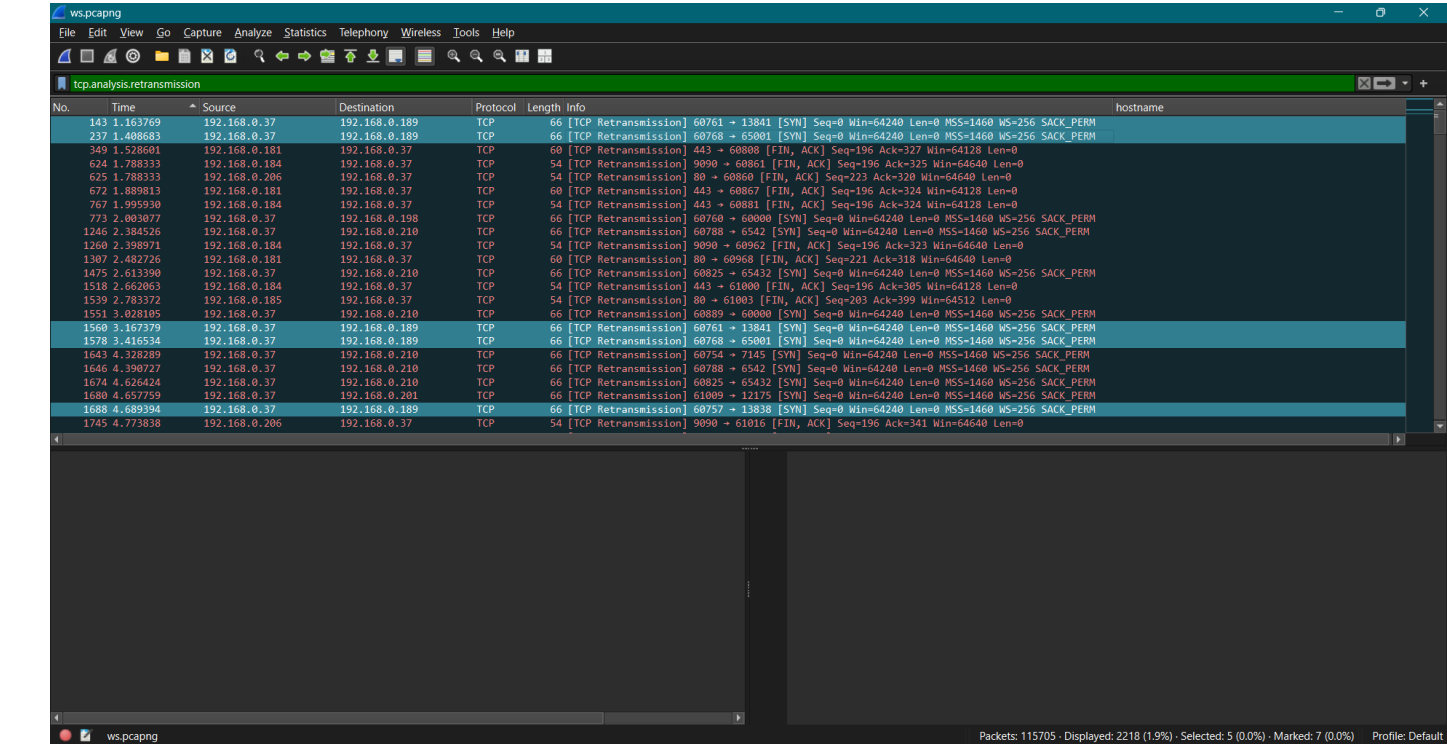 ws.pcapng
File Edit View Go Capture Analyze Statistics Telephony Wireless Tools Help
tcp.analysis.retransmission
No. Time Source Destination Protocol Length Info hostname
143 1.163769 192.168.0.37 192.168.0.189 TCP 66 [TCP Retransmission] 60761 → 13841 [SYN] Seq=0 Win=64240 Len=0 MSS=1460 WS=256 SACK_PERM
237 1.408683 192.168.0.37 192.168.0.189 TCP 66 [TCP Retransmission] 60768 → 65001 [SYN] Seq=0 Win=64240 Len=0 MSS=1460 WS=256 SACK_PERM
349 1.528601 192.168.0.181 192.168.0.37 TCP 60 [TCP Retransmission] 443 → 60808 [FIN, ACK] Seq=196 Ack=327 Win=64128 Len=0
624 1.788333 192.168.0.184 192.168.0.37 TCP 54 [TCP Retransmission] 9090 → 60861 [FIN, ACK] Seq=196 Ack=325 Win=64640 Len=0
625 1.788333 192.168.0.206 192.168.0.37 TCP 54 [TCP Retransmission] 80 → 60860 [FIN, ACK] Seq=223 Ack=320 Win=64640 Len=0
672 1.889813 192.168.0.181 192.168.0.37 TCP 60 [TCP Retransmission] 443 → 60867 [FIN, ACK] Seq=196 Ack=324 Win=64128 Len=0
767 1.995930 192.168.0.184 192.168.0.37 TCP 54 [TCP Retransmission] 443 → 60881 [FIN, ACK] Seq=196 Ack=324 Win=64128 Len=0
773 2.003077 192.168.0.37 192.168.0.198 TCP 66 [TCP Retransmission] 60760 → 60000 [SYN] Seq=0 Win=64240 Len=0 MSS=1460 WS=256 SACK_PERM
1246 2.384526 192.168.0.37 192.168.0.210 TCP 66 [TCP Retransmission] 60788 → 6542 [SYN] Seq=0 Win=64240 Len=0 MSS=1460 WS=256 SACK_PERM
1260 2.398971 192.168.0.184 192.168.0.37 TCP 54 [TCP Retransmission] 9090 → 60962 [FIN, ACK] Seq=196 Ack=323 Win=64640 Len=0
1307 2.482726 192.168.0.181 192.168.0.37 TCP 60 [TCP Retransmission] 80 → 60968 [FIN, ACK] Seq=221 Ack=318 Win=64640 Len=0
1475 2.613390 192.168.0.37 192.168.0.210 TCP 66 [TCP Retransmission] 60825 → 65432 [SYN] Seq=0 Win=64240 Len=0 MSS=1460 WS=256 SACK_PERM
1518 2.662063 192.168.0.184 192.168.0.37 TCP 54 [TCP Retransmission] 443 → 61000 [FIN, ACK] Seq=196 Ack=305 Win=64128 Len=0
1539 2.783372 192.168.0.185 192.168.0.37 TCP 54 [TCP Retransmission] 80 → 61003 [FIN, ACK] Seq=203 Ack=399 Win=64512 Len=0
1551 3.028105 192.168.0.37 192.168.0.210 TCP 66 [TCP Retransmission] 60889 → 60000 [SYN] Seq=0 Win=64240 Len=0 MSS=1460 WS=256 SACK_PERM
1560 3.167379 192.168.0.37 192.168.0.189 TCP 66 [TCP Retransmission] 60761 → 13841 [SYN] Seq=0 Win=64240 Len=0 MSS=1460 WS=256 SACK_PERM
1578 3.416534 192.168.0.37 192.168.0.189 TCP 66 [TCP Retransmission] 60768 → 65001 [SYN] Seq=0 Win=64240 Len=0 MSS=1460 WS=256 SACK_PERM
1643 4.328289 192.168.0.37 192.168.0.210 TCP 66 [TCP Retransmission] 60754 → 7145 [SYN] Seq=0 Win=64240 Len=0 MSS=1460 WS=256 SACK_PERM
1646 4.390727 192.168.0.37 192.168.0.210 TCP 66 [TCP Retransmission] 60788 → 6542 [SYN] Seq=0 Win=64240 Len=0 MSS=1460 WS=256 SACK_PERM
1674 4.626424 192.168.0.37 192.168.0.210 TCP 66 [TCP Retransmission] 60825 → 65432 [SYN] Seq=0 Win=64240 Len=0 MSS=1460 WS=256 SACK_PERM
1680 4.657759 192.168.0.37 192.168.0.201 TCP 66 [TCP Retransmission] 61009 → 12175 [SYN] Seq=0 Win=64240 Len=0 MSS=1460 WS=256 SACK_PERM
1688 4.689394 192.168.0.37 192.168.0.189 TCP 66 [TCP Retransmission] 60757 → 13838 [SYN] Seq=0 Win=64240 Len=0 MSS=1460 WS=256 SACK_PERM
1745 4.773838 192.168.0.206 192.168.0.37 TCP 54 [TCP Retransmission] 9090 → 61016 [FIN, ACK] Seq=196 Ack=341 Win=64640 Len=0
ws.pcapng Packets: 115705 · Displayed: 2218 (1.9%) · Selected: 5 (0.0%) · Marked: 7 (0.0%) Profile: Default